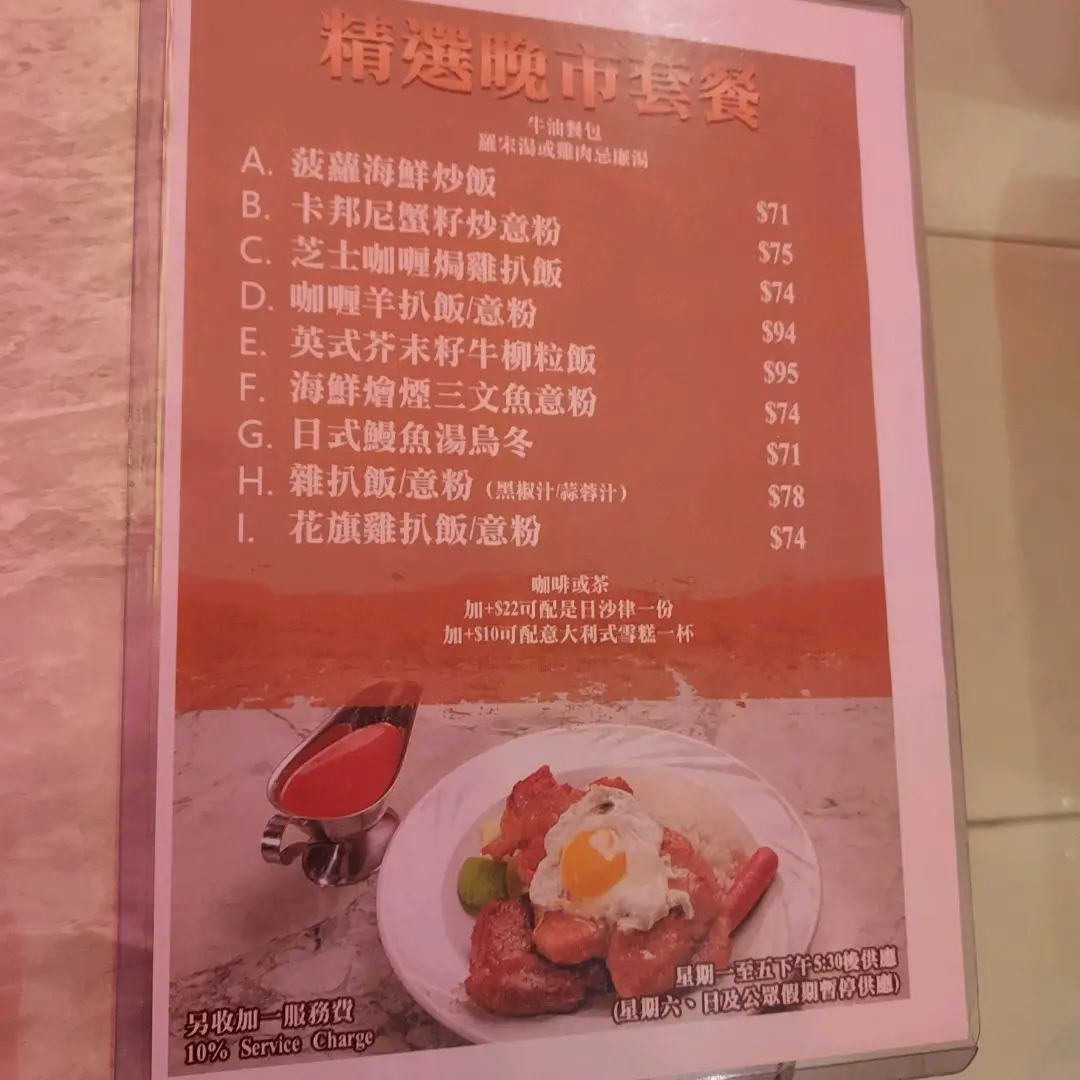 精選晚市套餐
牛油餐包
羅宋湯或雞肉忌廉湯
A. 菠蘿海鮮炒飯 $71
B. 卡邦尼蟹籽炒意粉 $75
C. 芝士咖喱焗雞扒飯 $74
D. 咖喱羊扒飯/意粉 $94
E. 英式芥末籽牛柳粒飯 $95
F. 海鮮燴煙三文魚意粉 $74
G. 日式鰻魚湯烏冬 $71
H. 雜扒飯/意粉（黑椒汁/蒜蓉汁） $78
I. 花旗雞扒飯/意粉 $74
咖啡或茶
加+$22可配是日沙律一份
加+$10可配意大利式雪糕一杯
星期一至五下午5:30後供應
(星期六、日及公眾假期暫停供應)
另收加一服務費
10% Service Charge